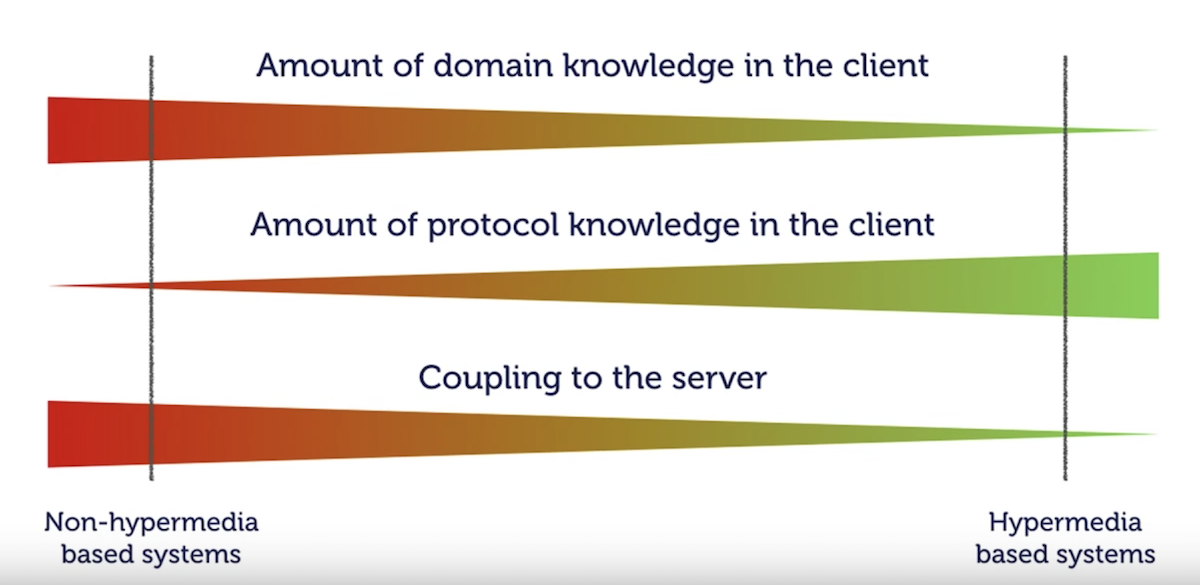 Amount of domain knowledge in the client
Amount of protocol knowledge in the client
Coupling to the server
Non-hypermedia
based systems
Hypermedia
based systems